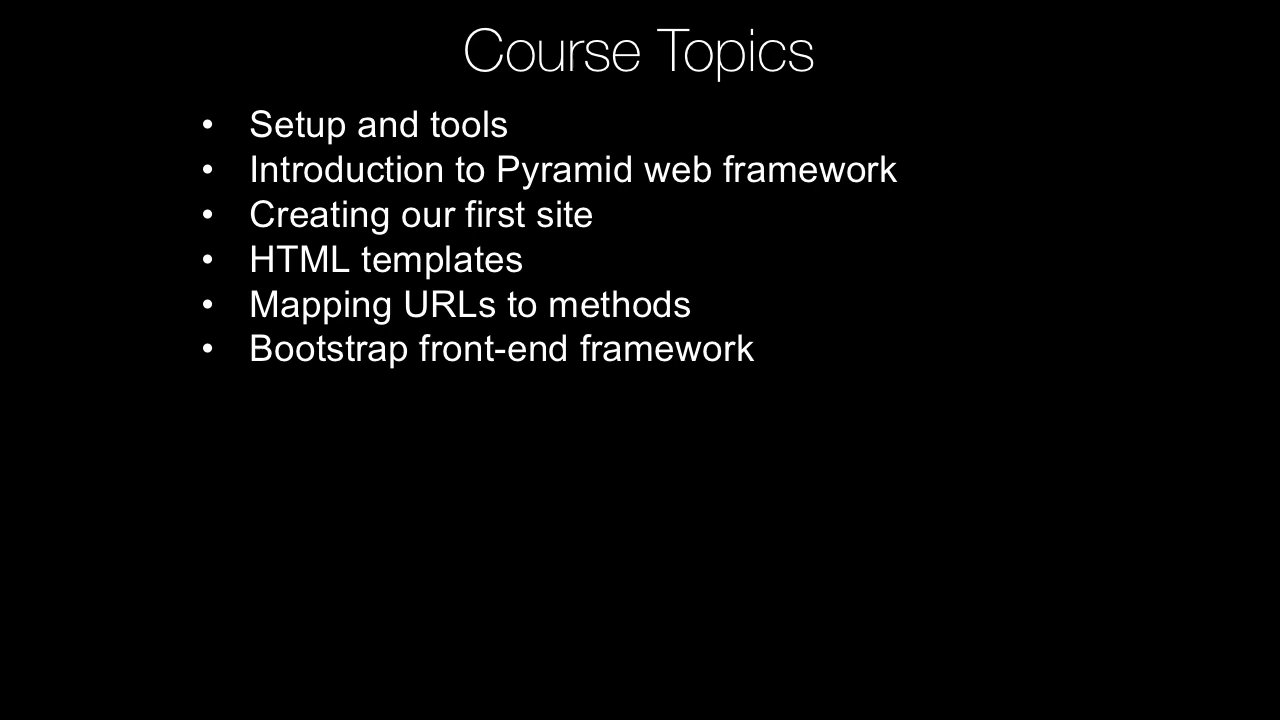 Course Topics
• Setup and tools
• Introduction to Pyramid web framework
• Creating our first site
• HTML templates
• Mapping URLs to methods
• Bootstrap front-end framework